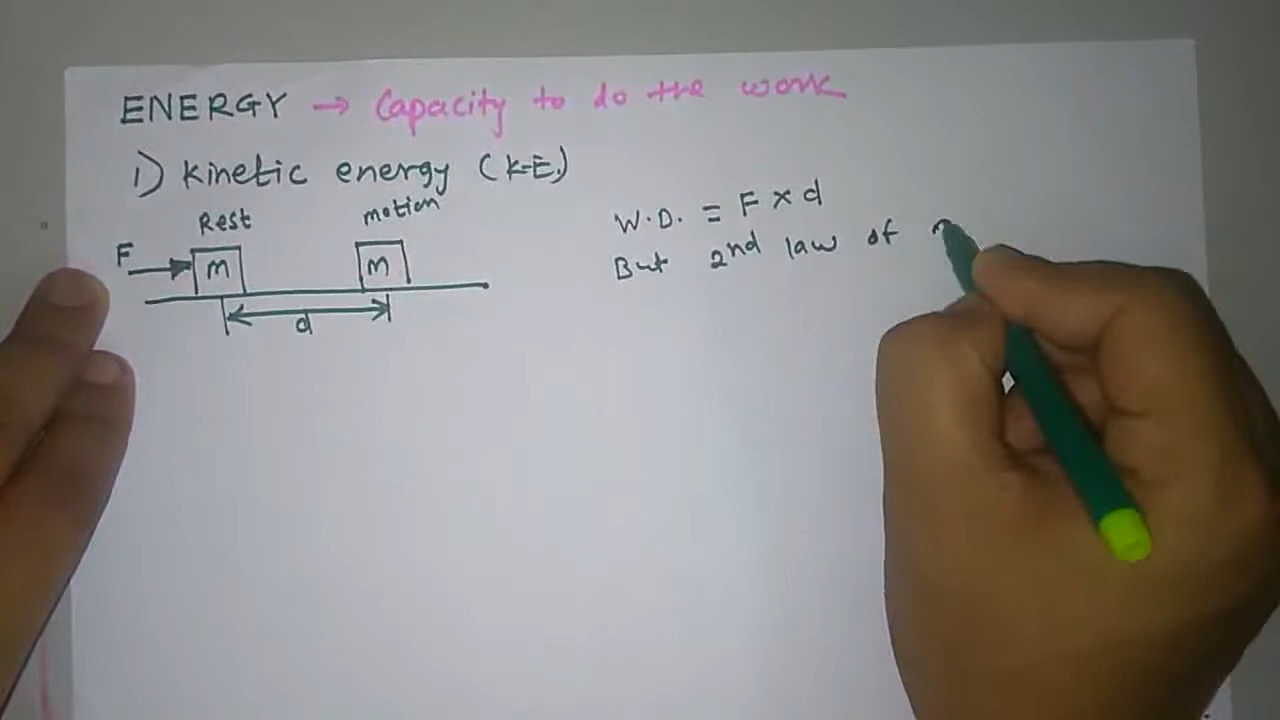 ENERGY → Capacity to do the work
1) Kinetic energy (K.E.)
Rest motion
F m m
d
W.D. = F × d
But 2nd law of